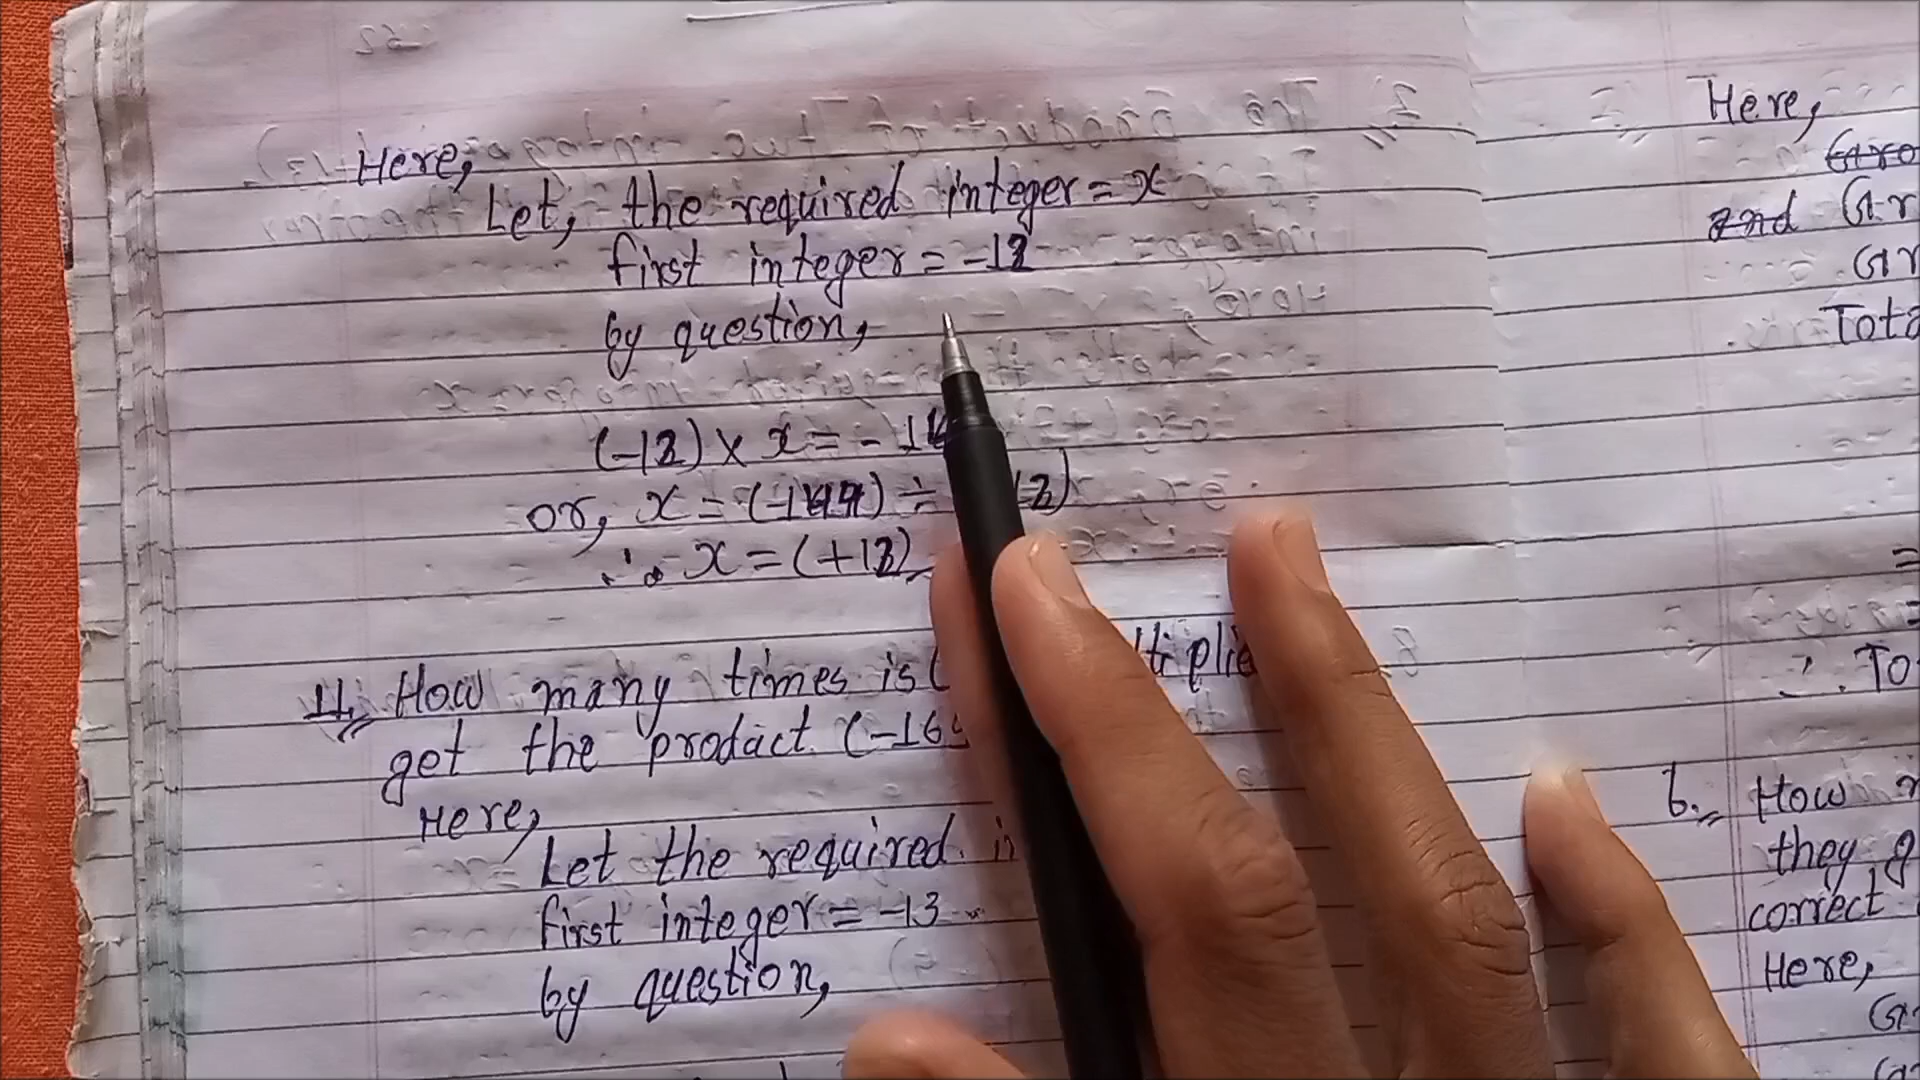 Here,
Let, the required integer = x
first integer = -12
by question,
(-12) × x = -14
or, x = (-144) ÷ 12)
∴ x = (+12)
11. How many times is (
get the product (-16
Here,
Let the required
first integer = -13
by question,
Here,
and Gr
Gr
Tota
=
=
To
6. How
they g
correct
Here,